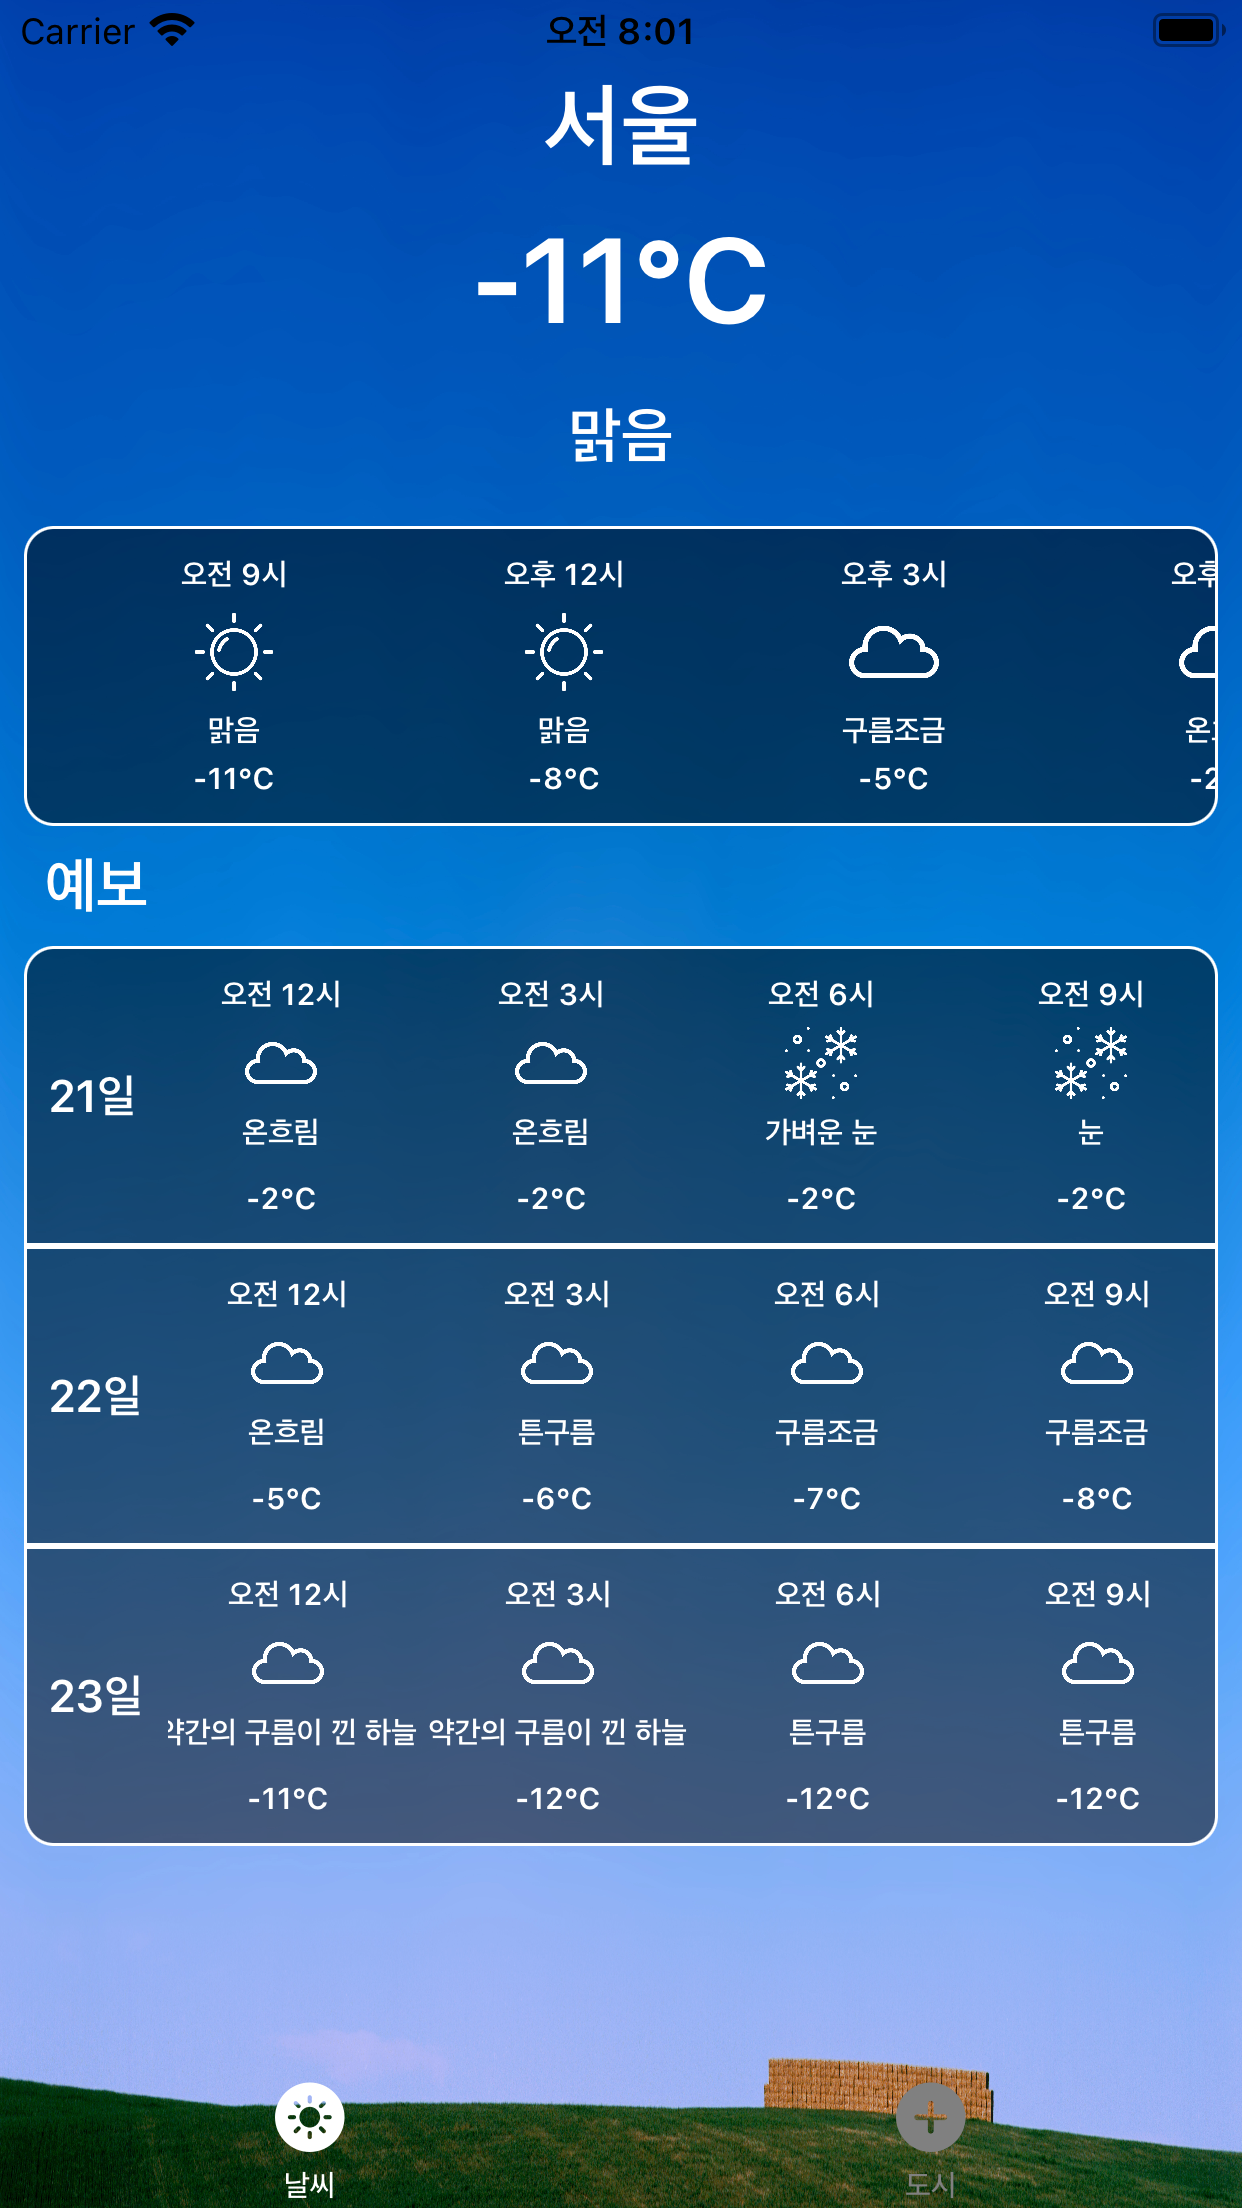 Carrier 오전 8:01
서울
-11°C
맑음
오전 9시 오후 12시 오후 3시 오후
맑음 맑음 구름조금
-11°C -8°C -5°C
예보
오전 12시 오전 3시 오전 6시 오전 9시
21일
온흐림 온흐림 가벼운 눈 눈
-2°C -2°C -2°C -2°C
오전 12시 오전 3시 오전 6시 오전 9시
22일
온흐림 튼구름 구름조금 구름조금
-5°C -6°C -7°C -8°C
오전 12시 오전 3시 오전 6시 오전 9시
23일
약간의 구름이 낀 하늘 약간의 구름이 낀 하늘 튼구름 튼구름
-11°C -12°C -12°C -12°C
날씨 도시